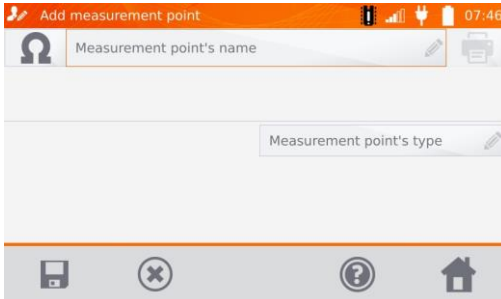 Add measurement point
07:46
Measurement point's name
Measurement point's type